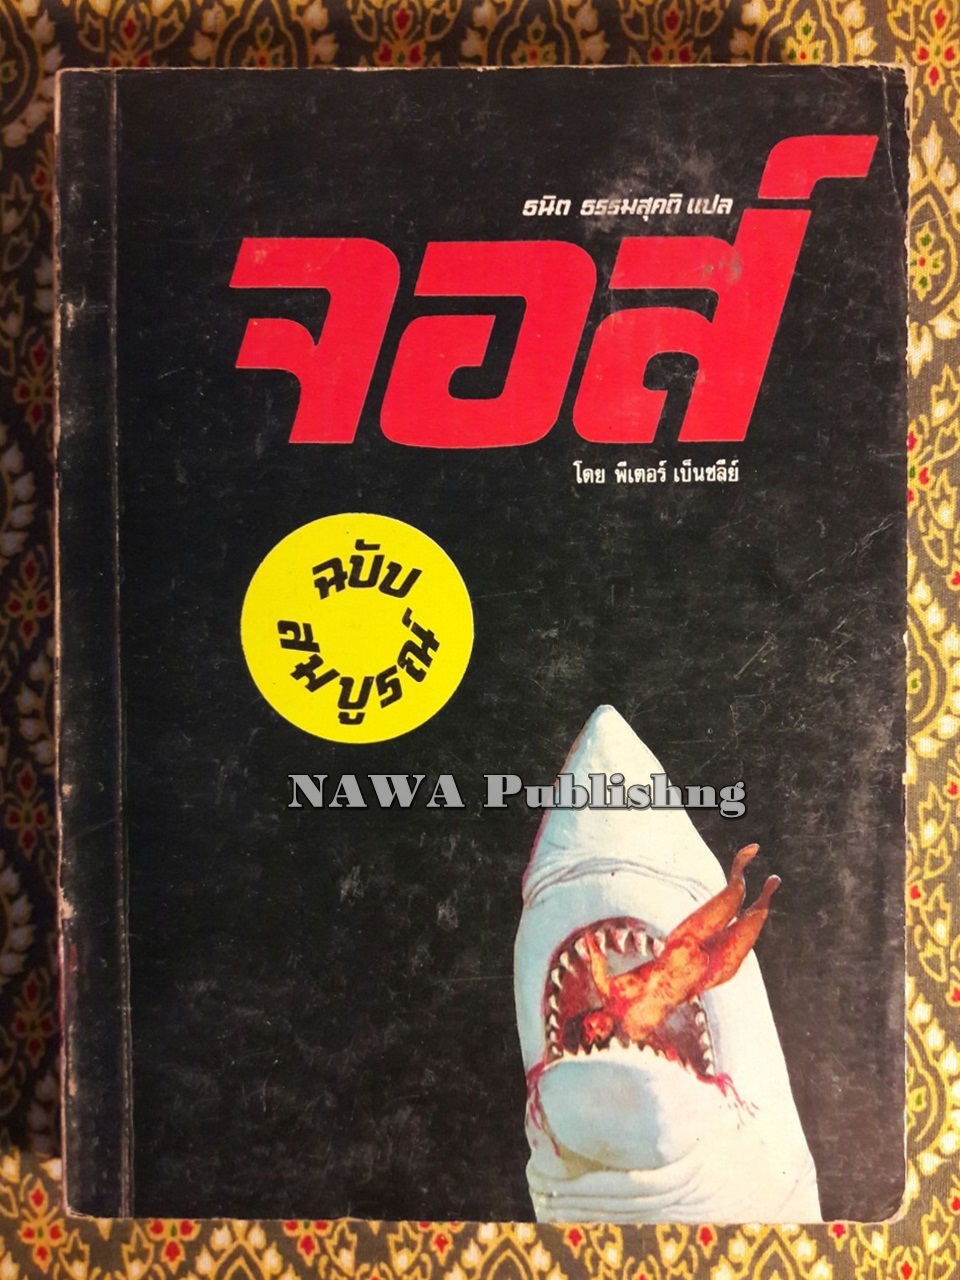 ธนิต ธรรมสุคติ แปล
จอส์
โดย พีเตอร์ เบ็นชลีย์
ฉบับ
สมบูรณ์
NAWA Publishng